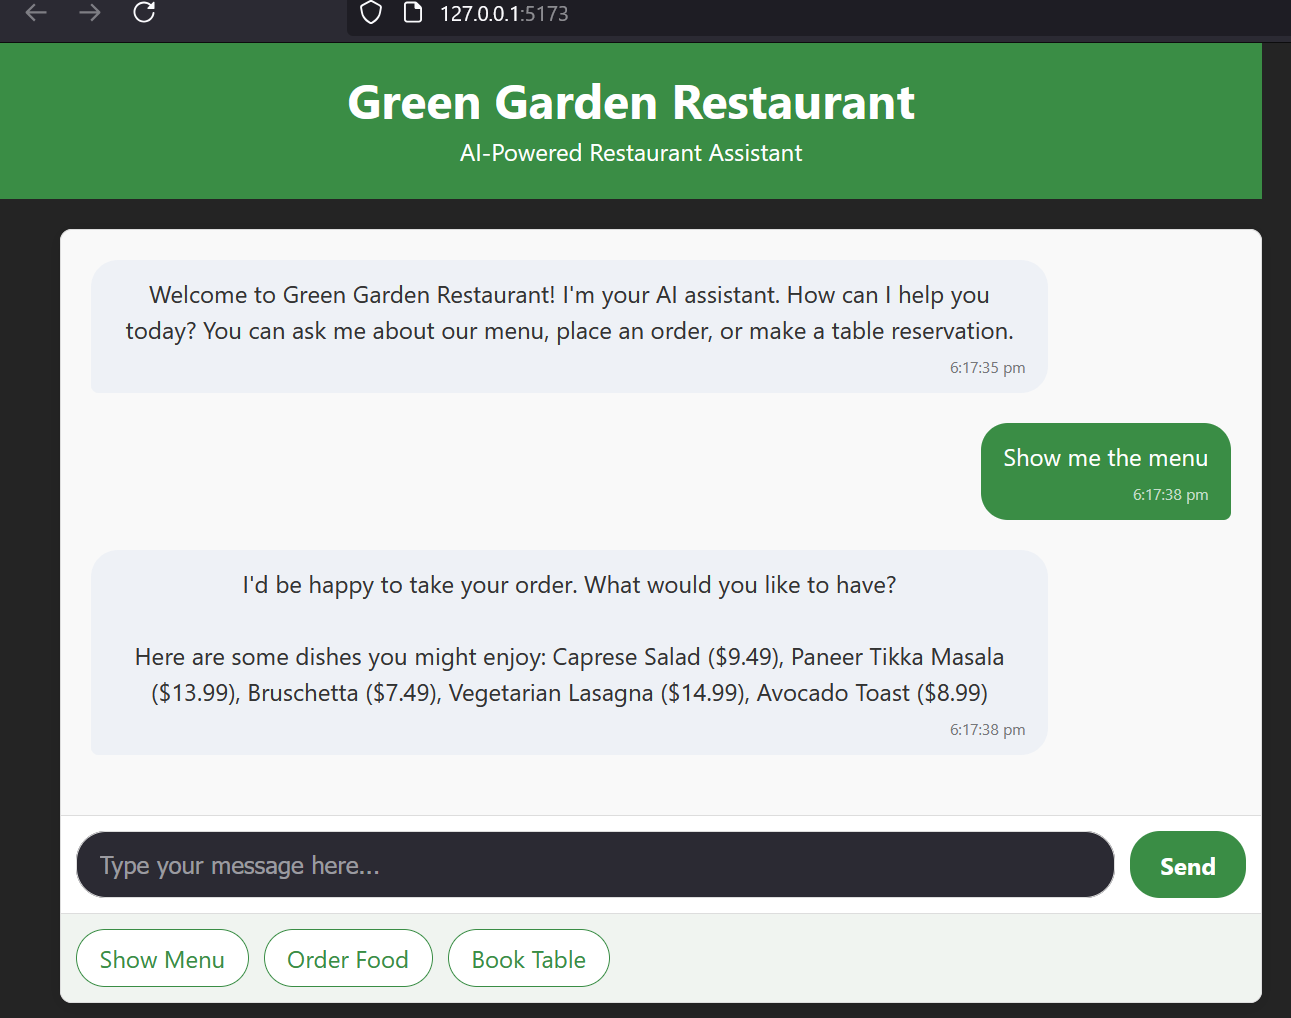 127.0.0.1:5173
Green Garden Restaurant
AI-Powered Restaurant Assistant
Welcome to Green Garden Restaurant! I'm your AI assistant. How can I help you
today? You can ask me about our menu, place an order, or make a table reservation.
6:17:35 pm
Show me the menu
6:17:38 pm
I'd be happy to take your order. What would you like to have?
Here are some dishes you might enjoy: Caprese Salad ($9.49), Paneer Tikka Masala
($13.99), Bruschetta ($7.49), Vegetarian Lasagna ($14.99), Avocado Toast ($8.99)
6:17:38 pm
Type your message here...
Send
Show Menu
Order Food
Book Table